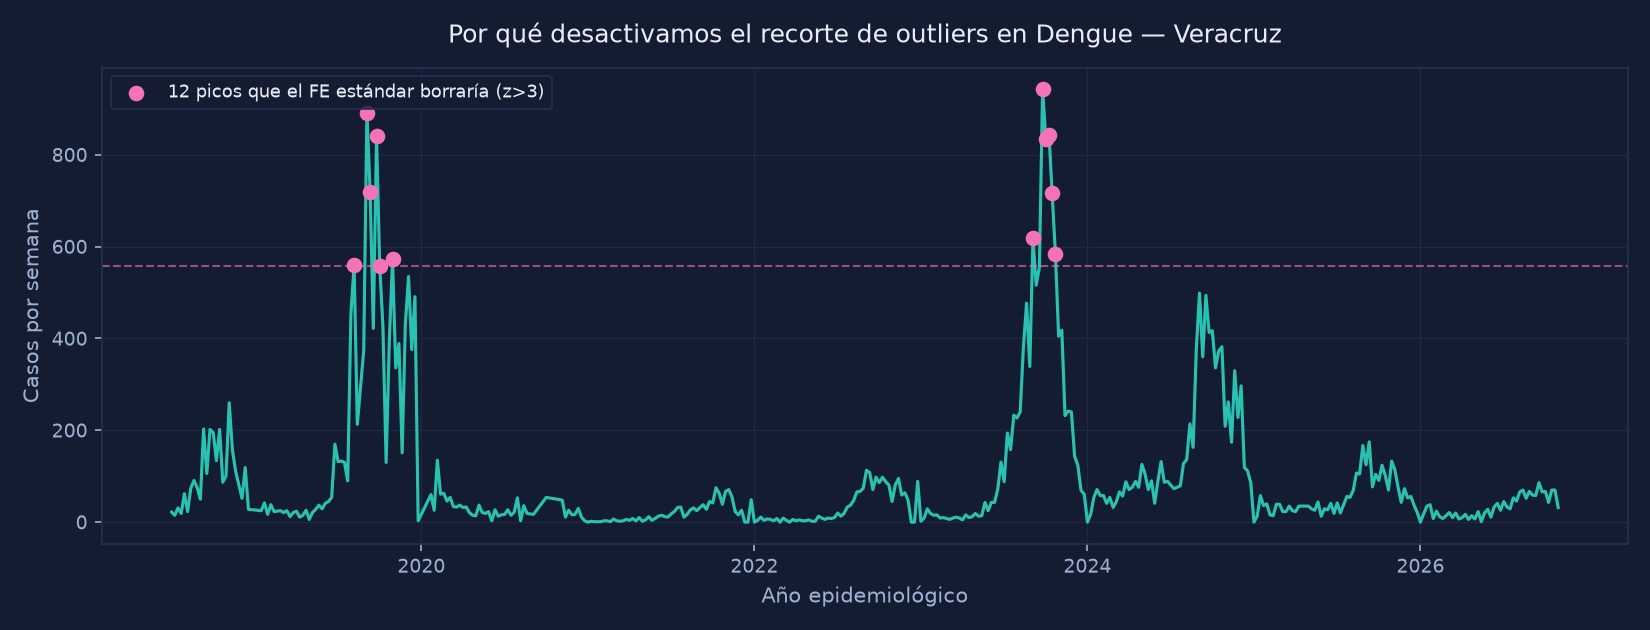 Por qué desactivamos el recorte de outliers en Dengue — Veracruz
12 picos que el FE estándar borraría (z>3)
800
600
400
200
0
Casos por semana
2020
2022
2024
2026
Año epidemiológico